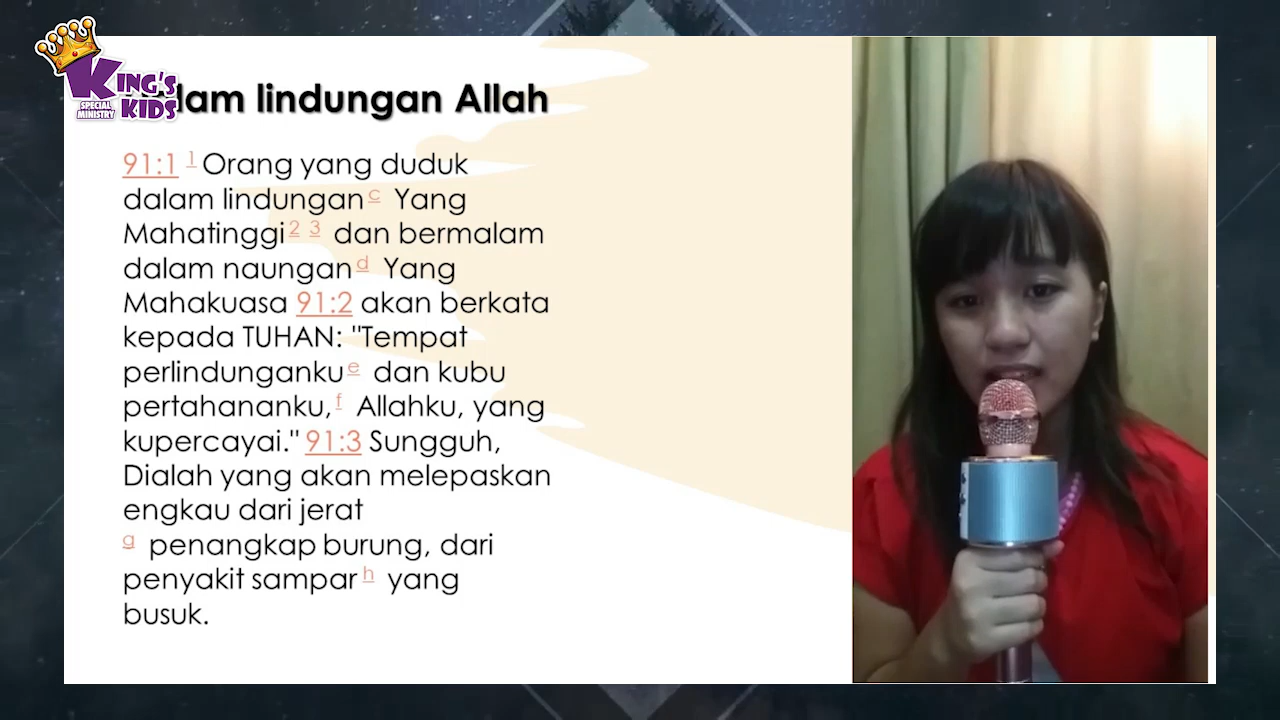 KING'S
KIDS
SPECIAL
MINISTRY
lam lindungan Allah
91:1 1 Orang yang duduk
dalam lindungan c Yang
Mahatinggi 2 3 dan bermalam
dalam naungan d Yang
Mahakuasa 91:2 akan berkata
kepada TUHAN: "Tempat
perlindunganku e dan kubu
pertahananku, f Allahku, yang
kupercayai." 91:3 Sungguh,
Dialah yang akan melepaskan
engkau dari jerat
g penangkap burung, dari
penyakit sampar h yang
busuk.